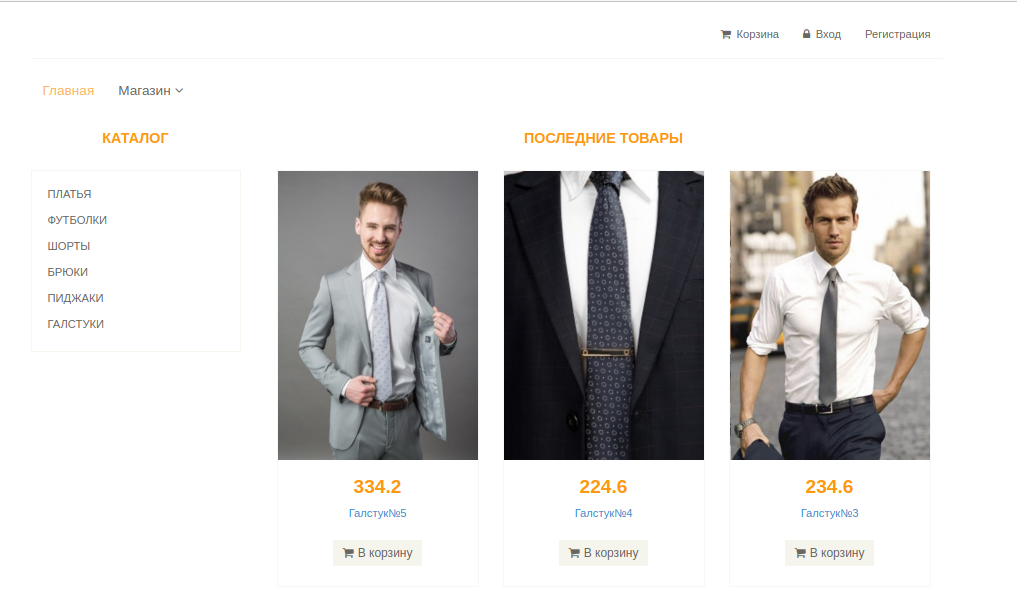 Корзина Вход Регистрация
Главная Магазин
КАТАЛОГ
ПЛАТЬЯ
ФУТБОЛКИ
ШОРТЫ
БРЮКИ
ПИДЖАКИ
ГАЛСТУКИ
ПОСЛЕДНИЕ ТОВАРЫ
334.2
Галстук№5
В корзину
224.6
Галстук№4
В корзину
234.6
Галстук№3
В корзину